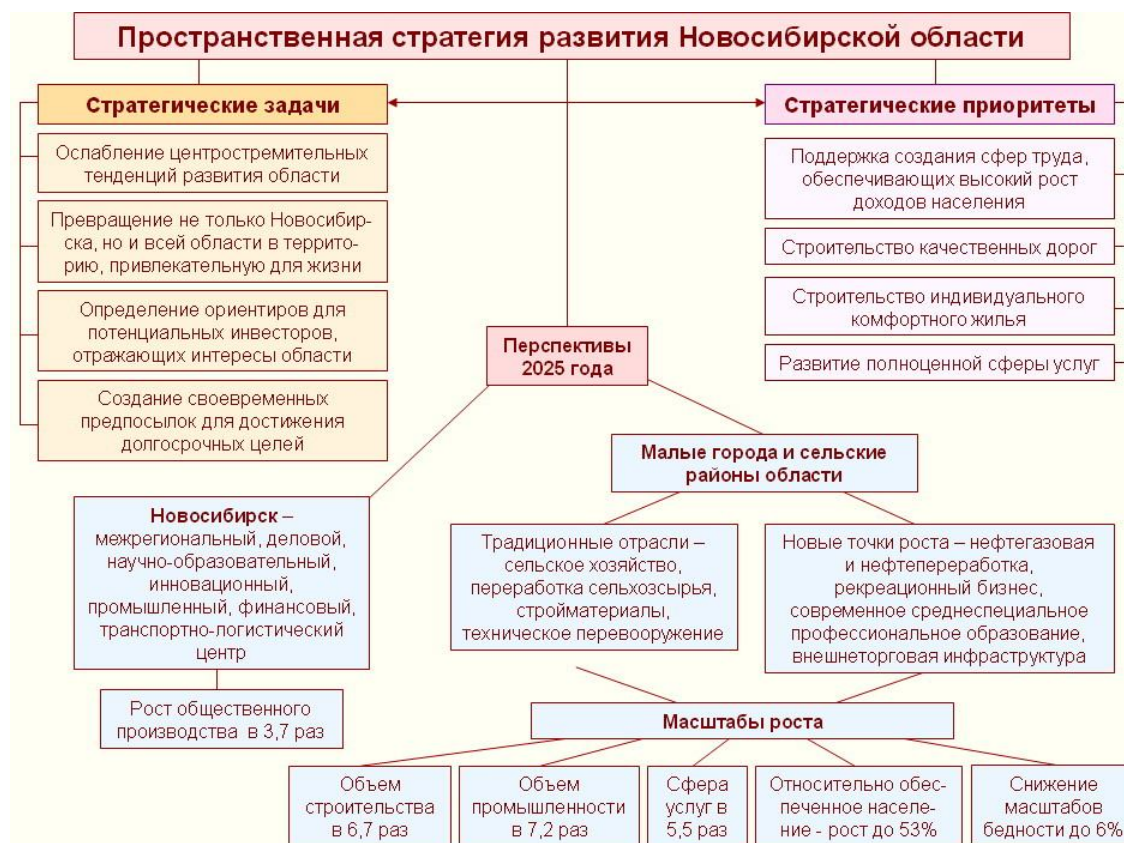 Пространственная стратегия развития Новосибирской области
Стратегические задачи
Ослабление центростремительных
тенденций развития области
Превращение не только Новосибир-
ска, но и всей области в террито-
рию, привлекательную для жизни
Определение ориентиров для
потенциальных инвесторов,
отражающих интересы области
Создание своевременных
предпосылок для достижения
долгосрочных целей
Стратегические приоритеты
Поддержка создания сфер труда,
обеспечивающих высокий рост
доходов населения
Строительство качественных дорог
Строительство индивидуального
комфортного жилья
Развитие полноценной сферы услуг
Перспективы
2025 года
Новосибирск –
межрегиональный, деловой,
научно-образовательный,
инновационный,
промышленный, финансовый,
транспортно-логистический
центр
Рост общественного
производства в 3,7 раз
Малые города и сельские
районы области
Традиционные отрасли –
сельское хозяйство,
переработка сельхозсырья,
стройматериалы,
техническое перевооружение
Новые точки роста – нефтегазовая
и нефтепереработка,
рекреационный бизнес,
современное среднеспециальное
профессиональное образование,
внешнеторговая инфраструктура
Масштабы роста
Объем
строительства
в 6,7 раз
Объем
промышленности
в 7,2 раз
Сфера
услуг в
5,5 раз
Относительно обес-
печенное населе-
ние - рост до 53%
Снижение
масштабов
бедности до 6%